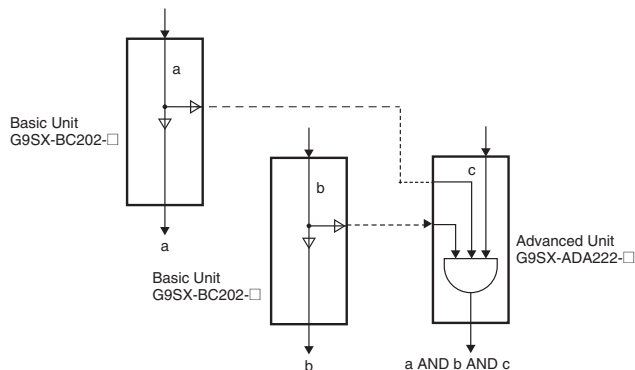 a
Basic Unit
G9SX-BC202-□
a
b
Basic Unit
G9SX-BC202-□
b
c
Advanced Unit
G9SX-ADA222-□
a AND b AND c